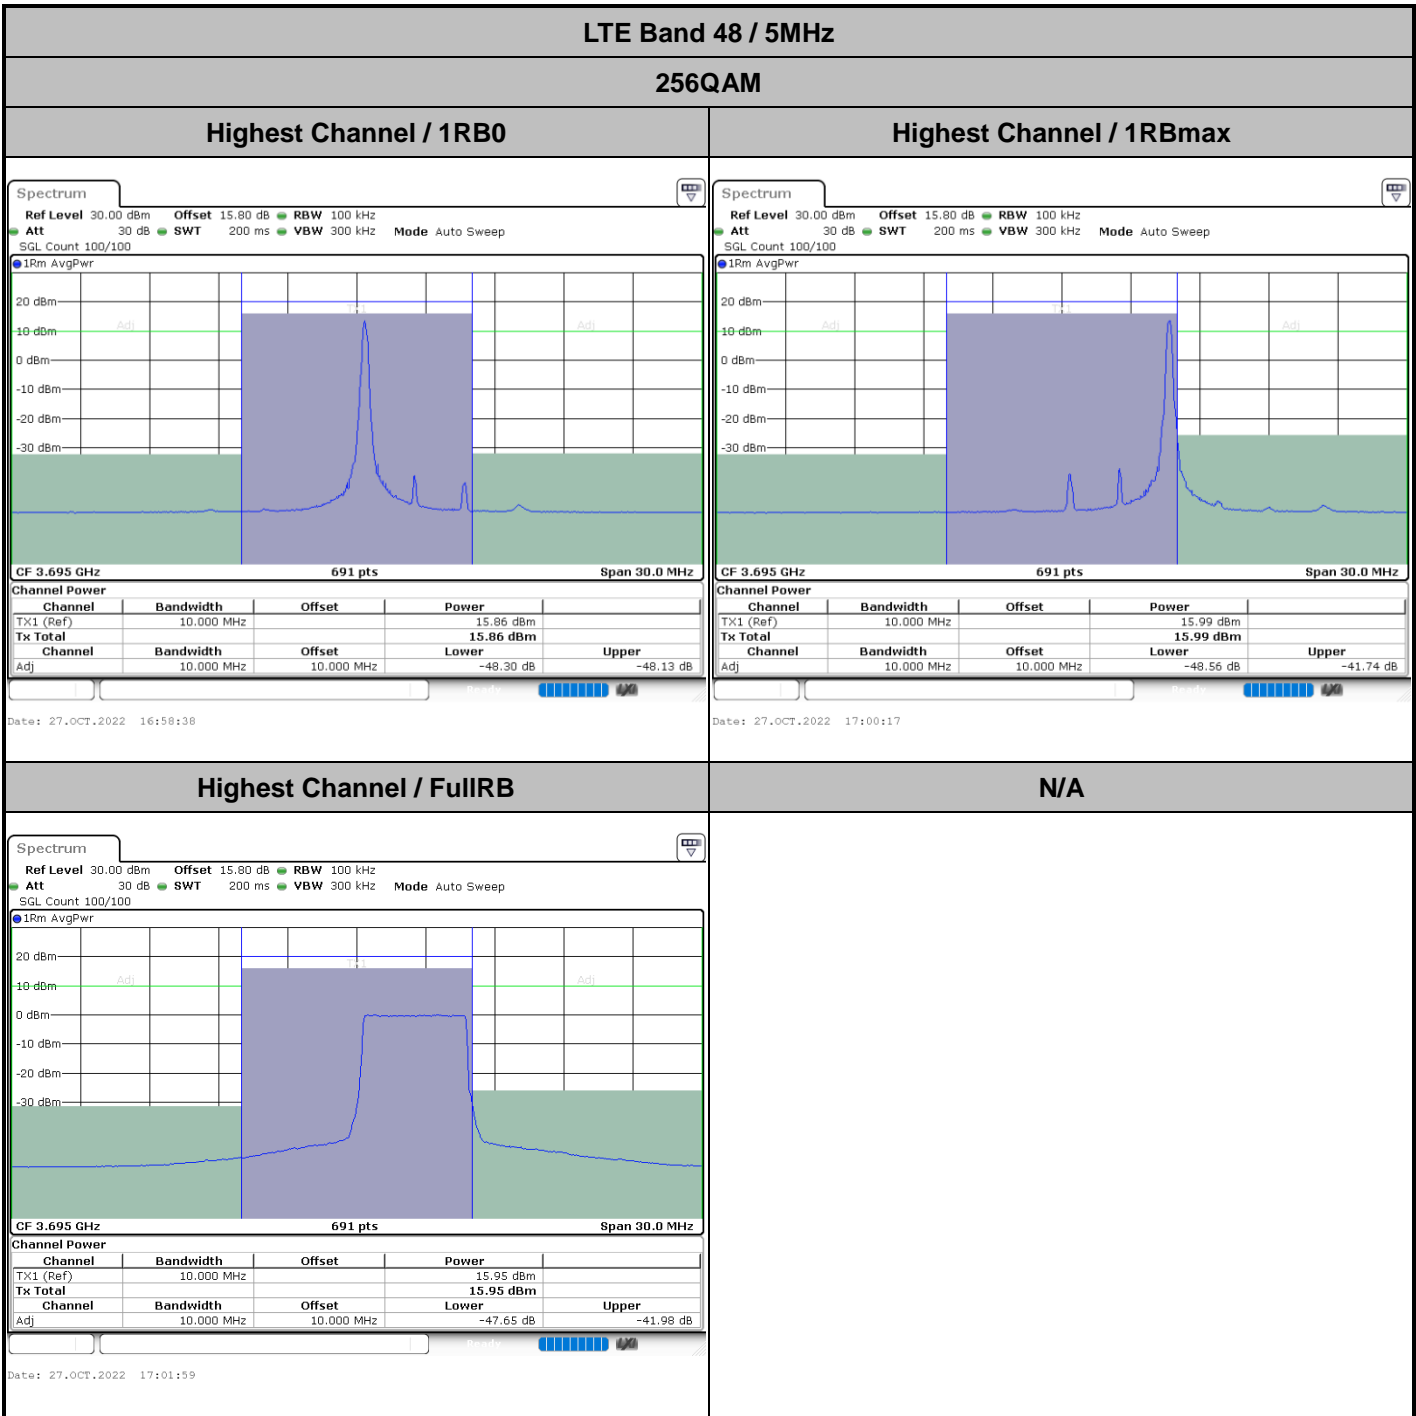 LTE Band 48 / 5MHz
256QAM
Highest Channel / 1RB0
Highest Channel / 1RBmax
Spectrum
Ref Level 30.00 dBm Offset 15.80 dB RBW 100 kHz
Att 30 dB SWT 200 ms VBW 300 kHz Mode Auto Sweep
SGL Count 100/100
1Rm AvgPwr
TX1
20 dBm
Adj
Adj
10 dBm
0 dBm
-10 dBm
-20 dBm
-30 dBm
CF 3.695 GHz 691 pts Span 30.0 MHz
Channel Power
Channel Bandwidth Offset Power
TX1 (Ref) 10.000 MHz 15.86 dBm
Tx Total 15.86 dBm
Channel Bandwidth Offset Lower Upper
Adj 10.000 MHz 10.000 MHz -48.30 dB -48.13 dB
Ready
Date: 27.OCT.2022 16:58:38
Spectrum
Ref Level 30.00 dBm Offset 15.80 dB RBW 100 kHz
Att 30 dB SWT 200 ms VBW 300 kHz Mode Auto Sweep
SGL Count 100/100
1Rm AvgPwr
TX1
20 dBm
Adj
Adj
10 dBm
0 dBm
-10 dBm
-20 dBm
-30 dBm
CF 3.695 GHz 691 pts Span 30.0 MHz
Channel Power
Channel Bandwidth Offset Power
TX1 (Ref) 10.000 MHz 15.99 dBm
Tx Total 15.99 dBm
Channel Bandwidth Offset Lower Upper
Adj 10.000 MHz 10.000 MHz -48.56 dB -41.74 dB
Ready
Date: 27.OCT.2022 17:00:17
Highest Channel / FullRB
N/A
Spectrum
Ref Level 30.00 dBm Offset 15.80 dB RBW 100 kHz
Att 30 dB SWT 200 ms VBW 300 kHz Mode Auto Sweep
SGL Count 100/100
1Rm AvgPwr
20 dBm
TX1
Adj
Adj
10 dBm
0 dBm
-10 dBm
-20 dBm
-30 dBm
CF 3.695 GHz 691 pts Span 30.0 MHz
Channel Power
Channel Bandwidth Offset Power
TX1 (Ref) 10.000 MHz 15.95 dBm
Tx Total 15.95 dBm
Channel Bandwidth Offset Lower Upper
Adj 10.000 MHz 10.000 MHz -47.65 dB -41.98 dB
Ready
Date: 27.OCT.2022 17:01:59